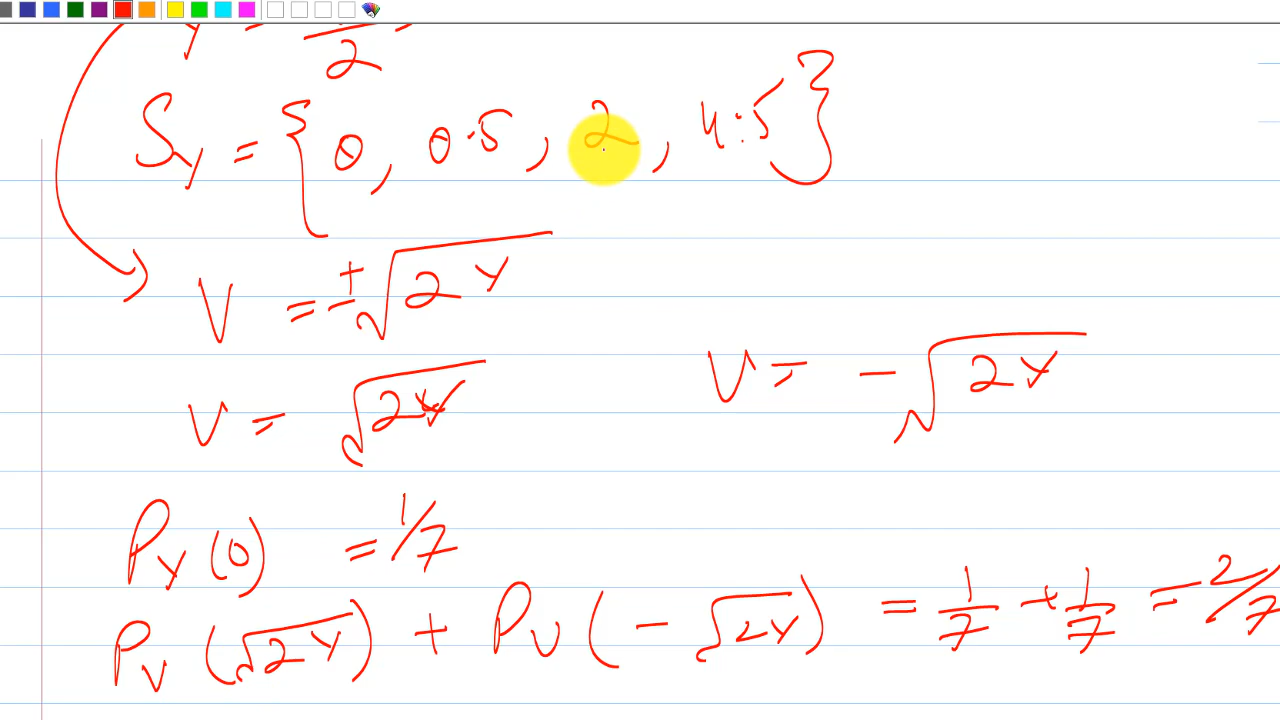 Y = /2 =
S_Y = { 0, 0.5, 2, 4.5 }
V = ±√2Y
V = √2Y
V = -√2Y
P_Y(0) = 1/7
P_V(√2Y) + P_V(-√2Y) = 1/7 + 1/7 = 2/7